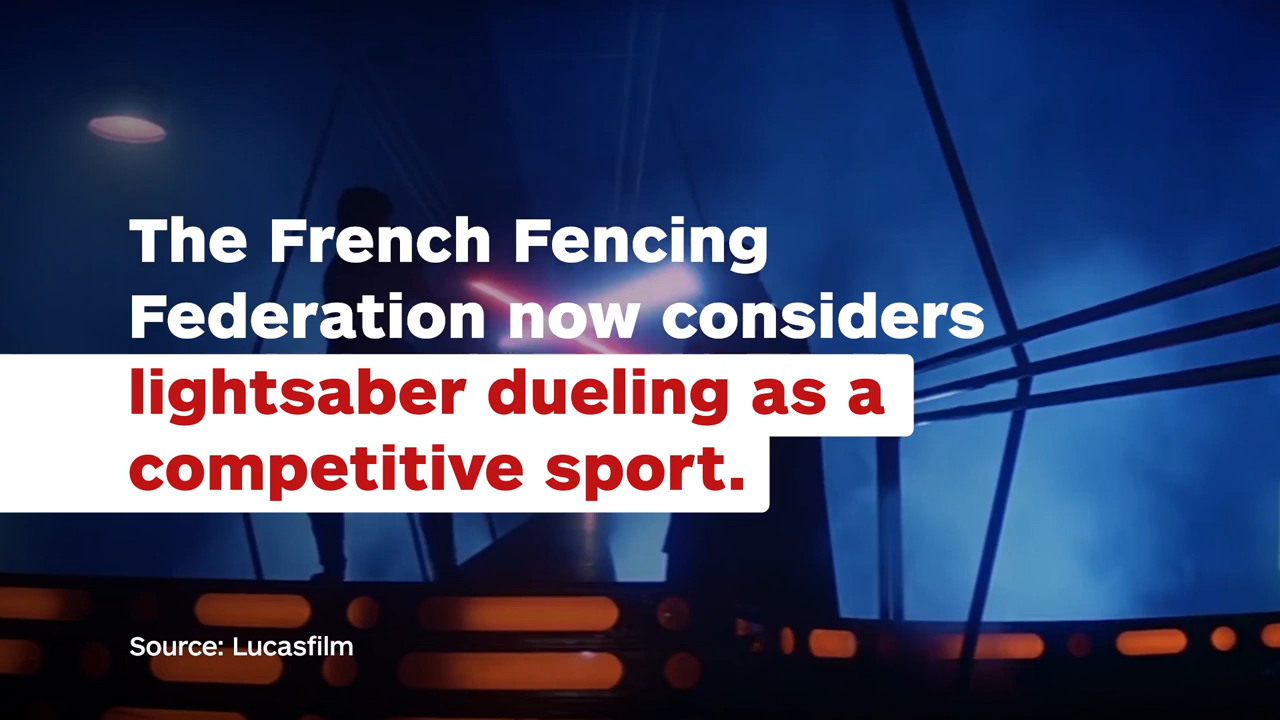 The French Fencing
Federation now considers
lightsaber dueling as a
competitive sport.
Source: Lucasfilm